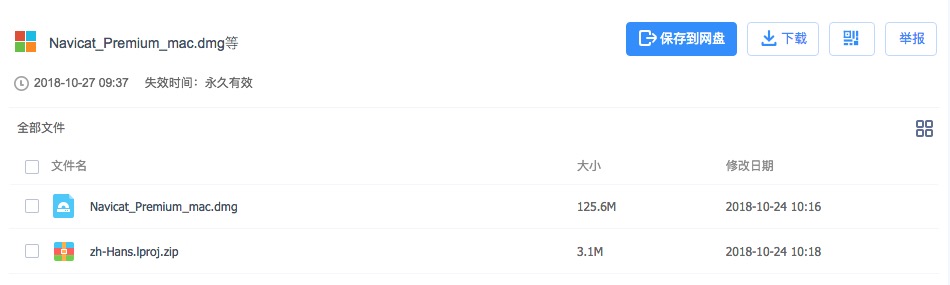 Navicat_Premium_mac.dmg等
保存到网盘 下载 举报
2018-10-27 09:37 失效时间：永久有效
全部文件
文件名 大小 修改日期
Navicat_Premium_mac.dmg 125.6M 2018-10-24 10:16
zh-Hans.lproj.zip 3.1M 2018-10-24 10:18